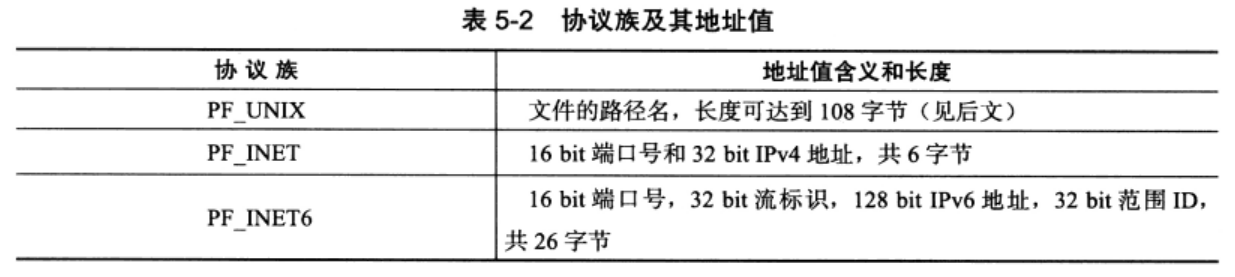 表 5-2 协议族及其地址值
协 议 族
地址值含义和长度
PF_UNIX
文件的路径名，长度可达到 108 字节（见后文）
PF_INET
16 bit 端口号和 32 bit IPv4 地址，共 6 字节
PF_INET6
16 bit 端口号，32 bit 流标识，128 bit IPv6 地址，32 bit 范围 ID，
共 26 字节